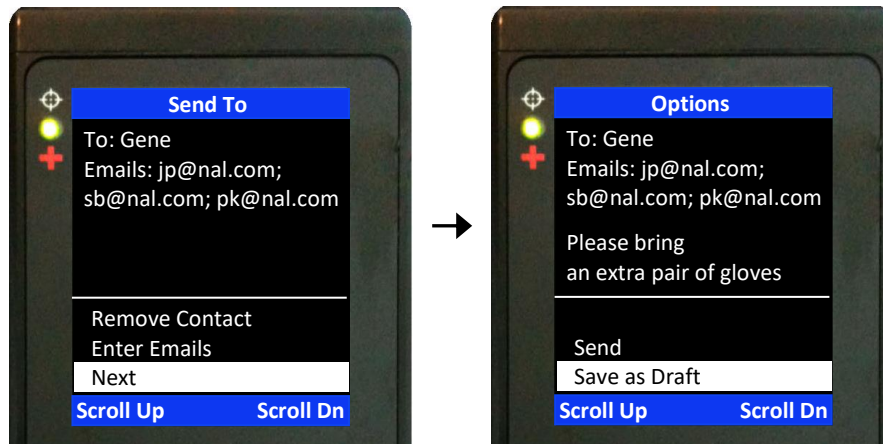 Send To
To: Gene
Emails: jp@nal.com;
sb@nal.com; pk@nal.com
Remove Contact
Enter Emails
Next
Scroll Up Scroll Dn
Options
To: Gene
Emails: jp@nal.com;
sb@nal.com; pk@nal.com
Please bring
an extra pair of gloves
Send
Save as Draft
Scroll Up Scroll Dn